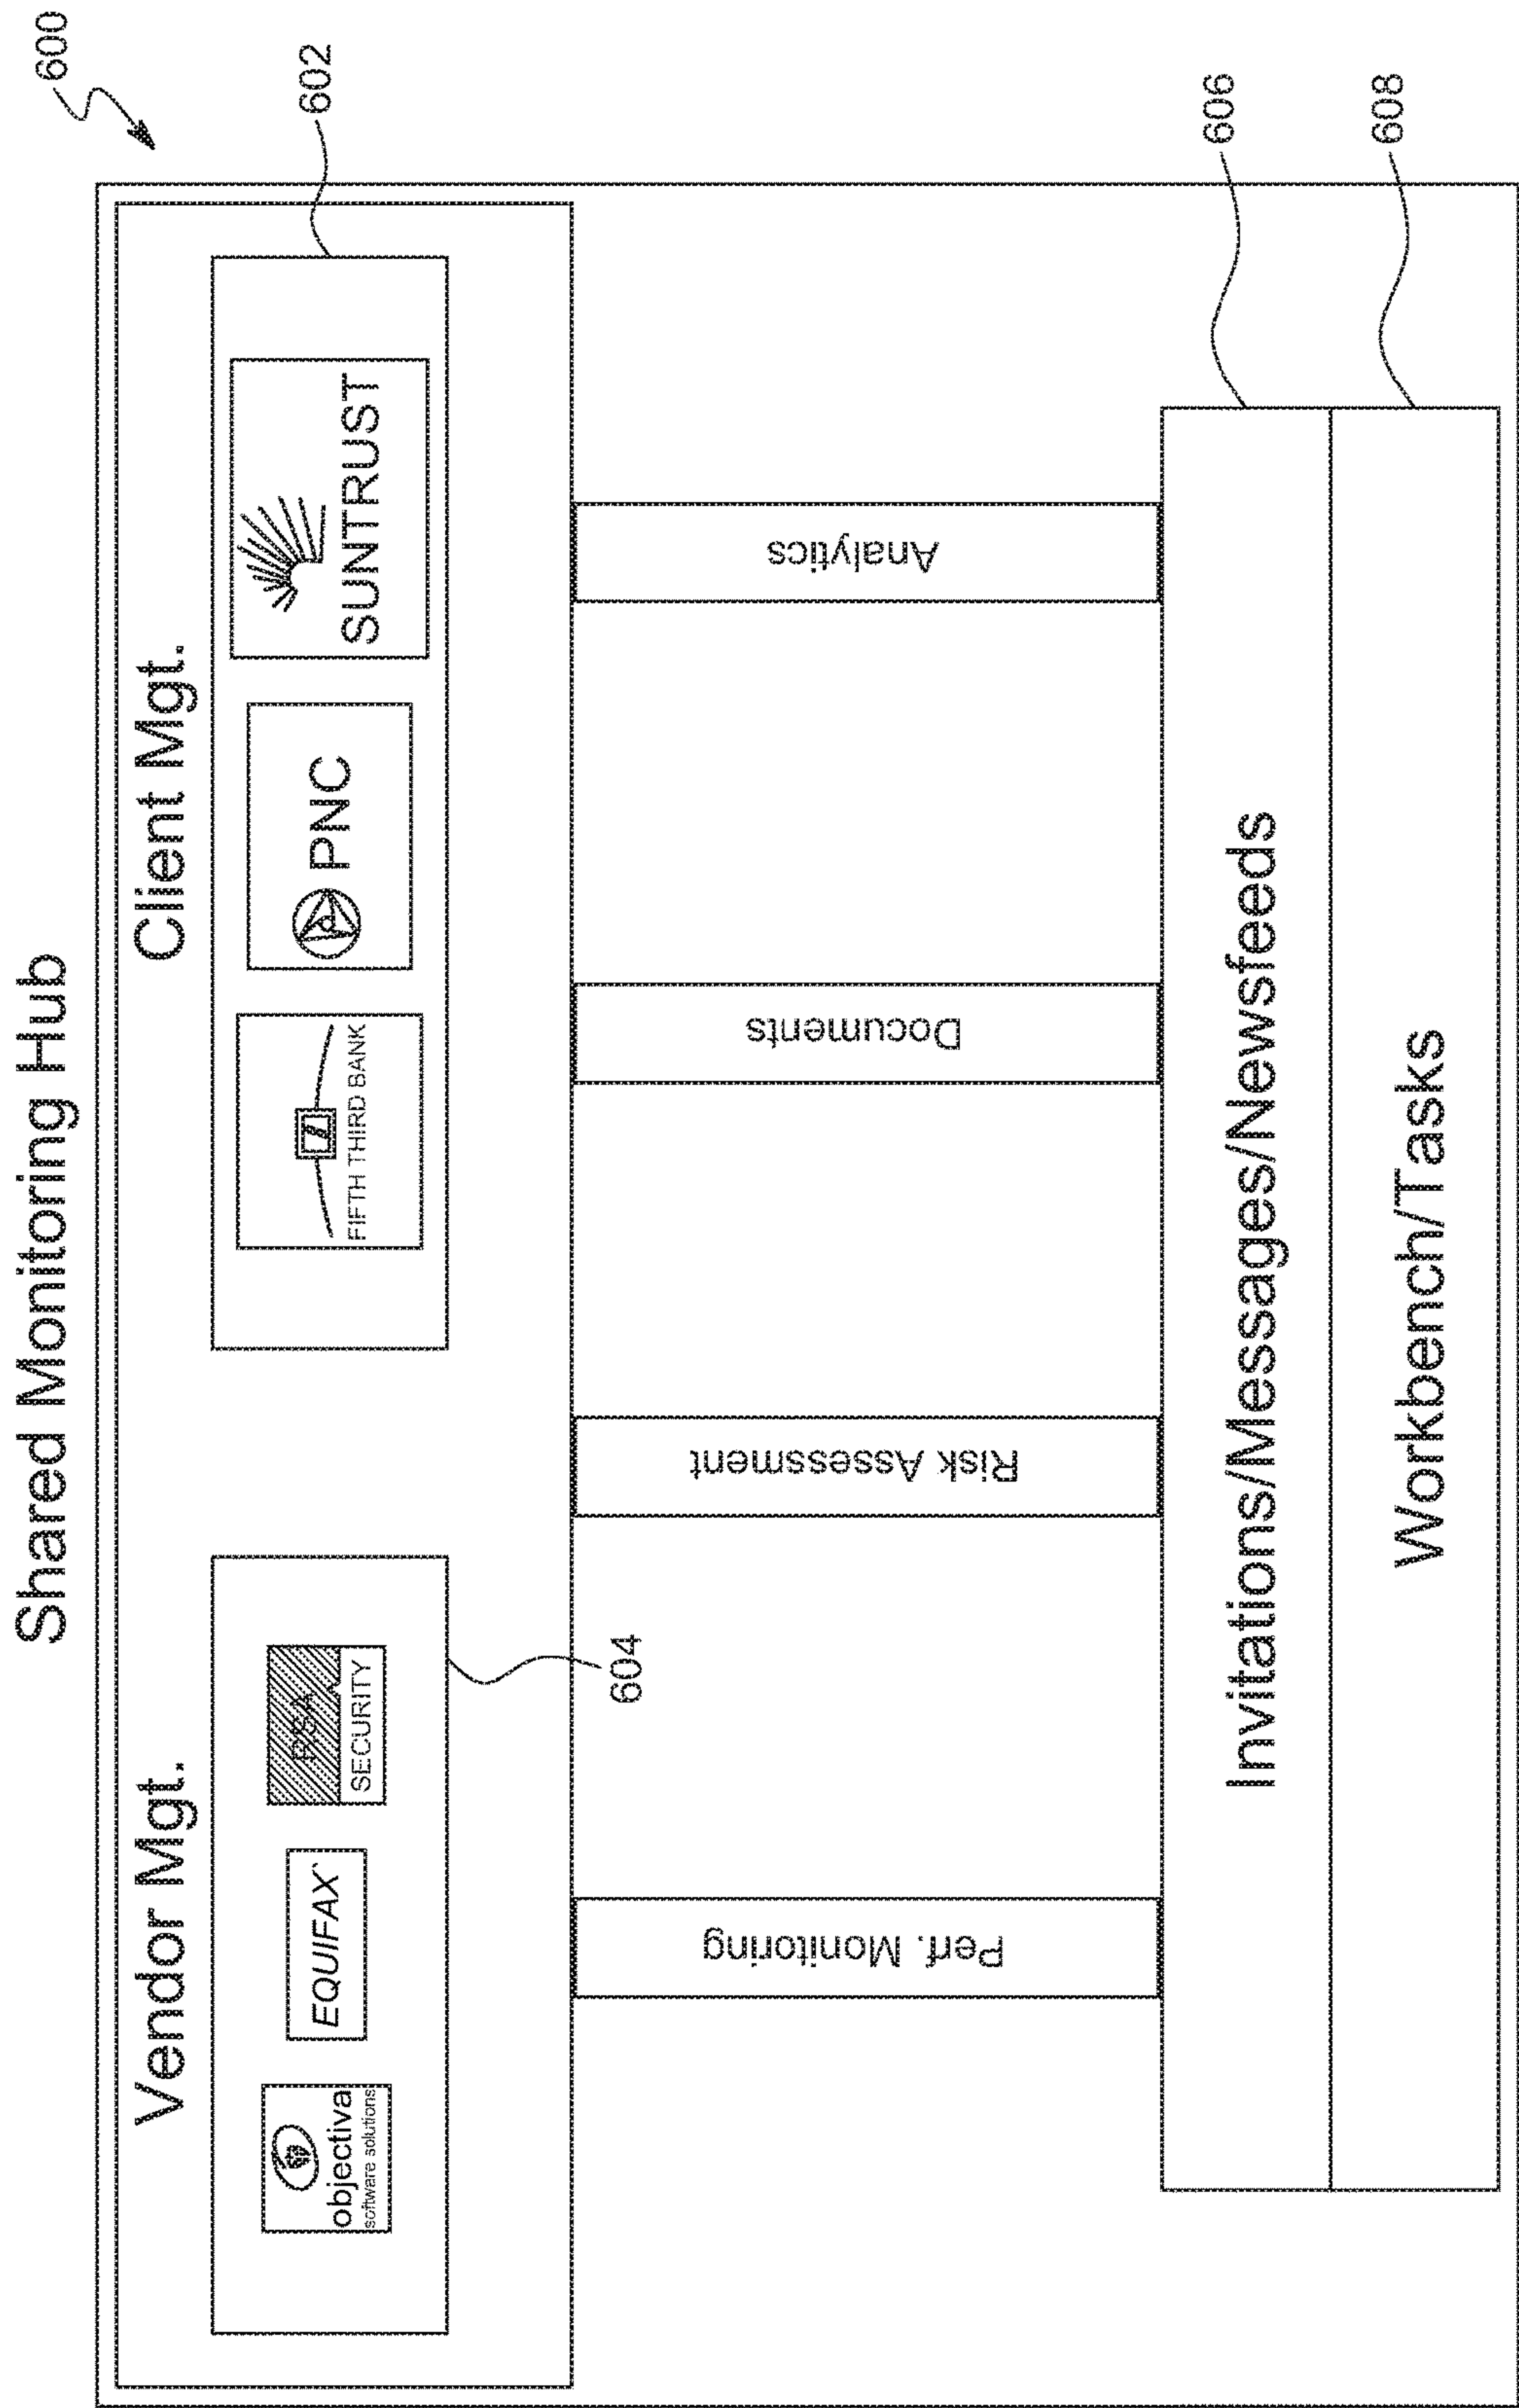 Shared Monitoring Hub
600
Vendor Mgt.
Client Mgt.
602
objectiva
software solutions
EQUIFAX
RSA
SECURITY
FIFTH THIRD BANK
PNC
SUNTRUST
604
Perf. Monitoring
Risk Assessment
Documents
Analytics
Invitations/Messages/Newsfeeds
606
Workbench/Tasks
608